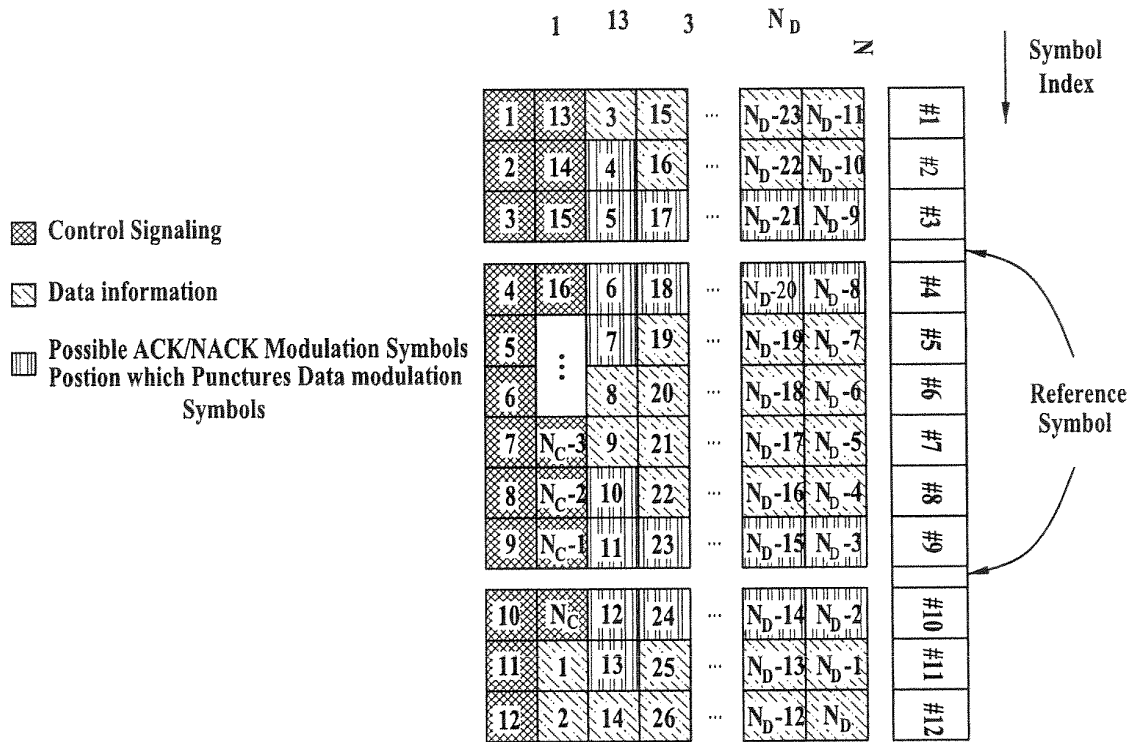 1 13 3 N_D N
Symbol
Index
1 13 3 15 ... N_D-23 N_D-11 #1
2 14 4 16 ... N_D-22 N_D-10 #2
3 15 5 17 ... N_D-21 N_D-9 #3
Control Signaling
4 16 6 18 ... N_D-20 N_D-8 #4
Data information
5 ... 7 19 ... N_D-19 N_D-7 #5
Possible ACK/NACK Modulation Symbols
Postion which Punctures Data modulation
Symbols
6 8 20 ... N_D-18 N_D-6 #6
Reference
Symbol
7 N_C-3 9 21 ... N_D-17 N_D-5 #7
8 N_C-2 10 22 ... N_D-16 N_D-4 #8
9 N_C-1 11 23 ... N_D-15 N_D-3 #9
10 N_C 12 24 ... N_D-14 N_D-2 #10
11 1 13 25 ... N_D-13 N_D-1 #11
12 2 14 26 ... N_D-12 N_D #12